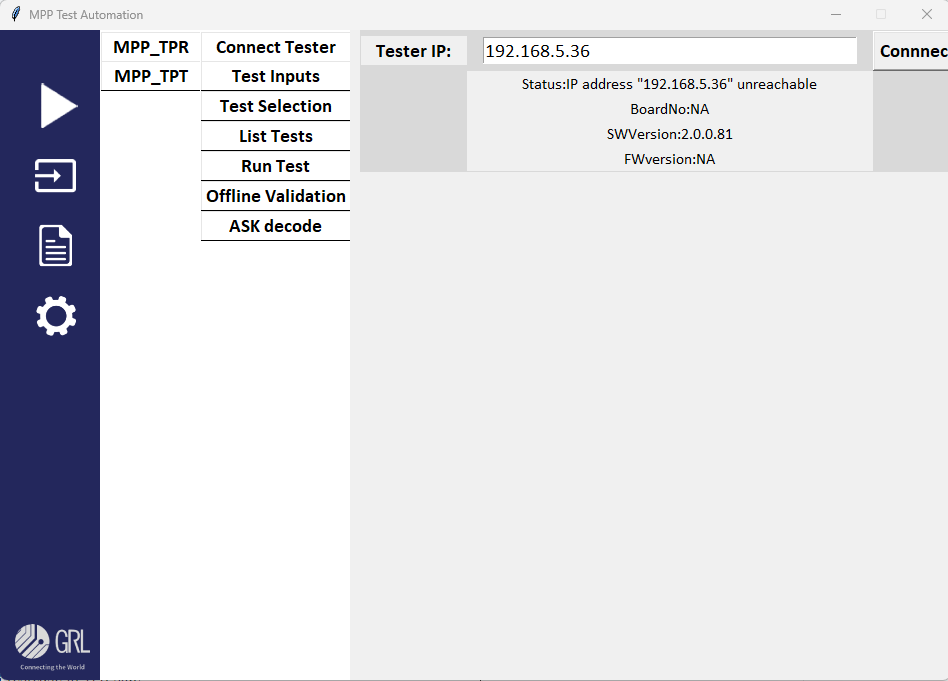 MPP Test Automation
MPP_TPR
MPP_TPT
Connect Tester
Test Inputs
Test Selection
List Tests
Run Test
Offline Validation
ASK decode
Tester IP:
192.168.5.36
Connnec
Status:IP address "192.168.5.36" unreachable
BoardNo:NA
SWVersion:2.0.0.81
FWversion:NA
GRL
Connecting the World